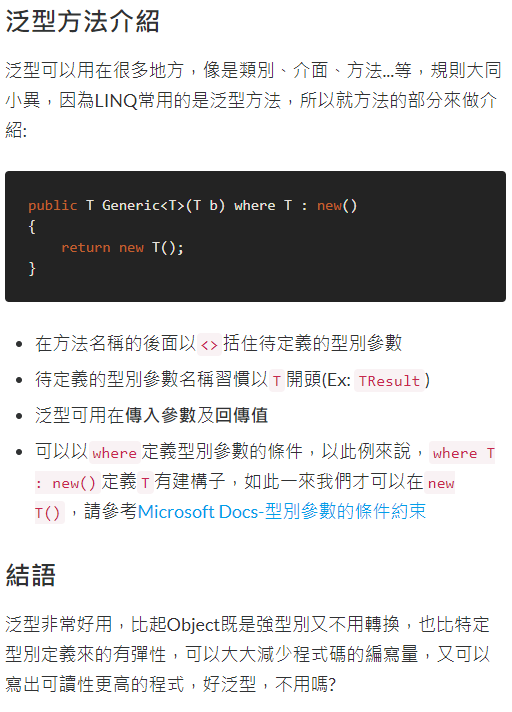 泛型方法介紹
泛型可以用在很多地方，像是類別、介面、方法...等，規則大同
小異，因為LINQ常用的是泛型方法，所以就方法的部分來做介
紹:
public T Generic<T>(T b) where T : new()
{
    return new T();
}
在方法名稱的後面以<>括住待定義的型別參數
待定義的型別參數名稱習慣以T開頭(Ex: TResult)
泛型可用在傳入參數及回傳值
可以以where定義型別參數的條件，以此例來說，where T
: new()定義T有建構子，如此一來我們才可以在new
T()，請參考Microsoft Docs-型別參數的條件約束
結語
泛型非常好用，比起Object既是強型別又不用轉換，也比特定
型別定義來的有彈性，可以大大減少程式碼的編寫量，又可以
寫出可讀性更高的程式，好泛型，不用嗎?